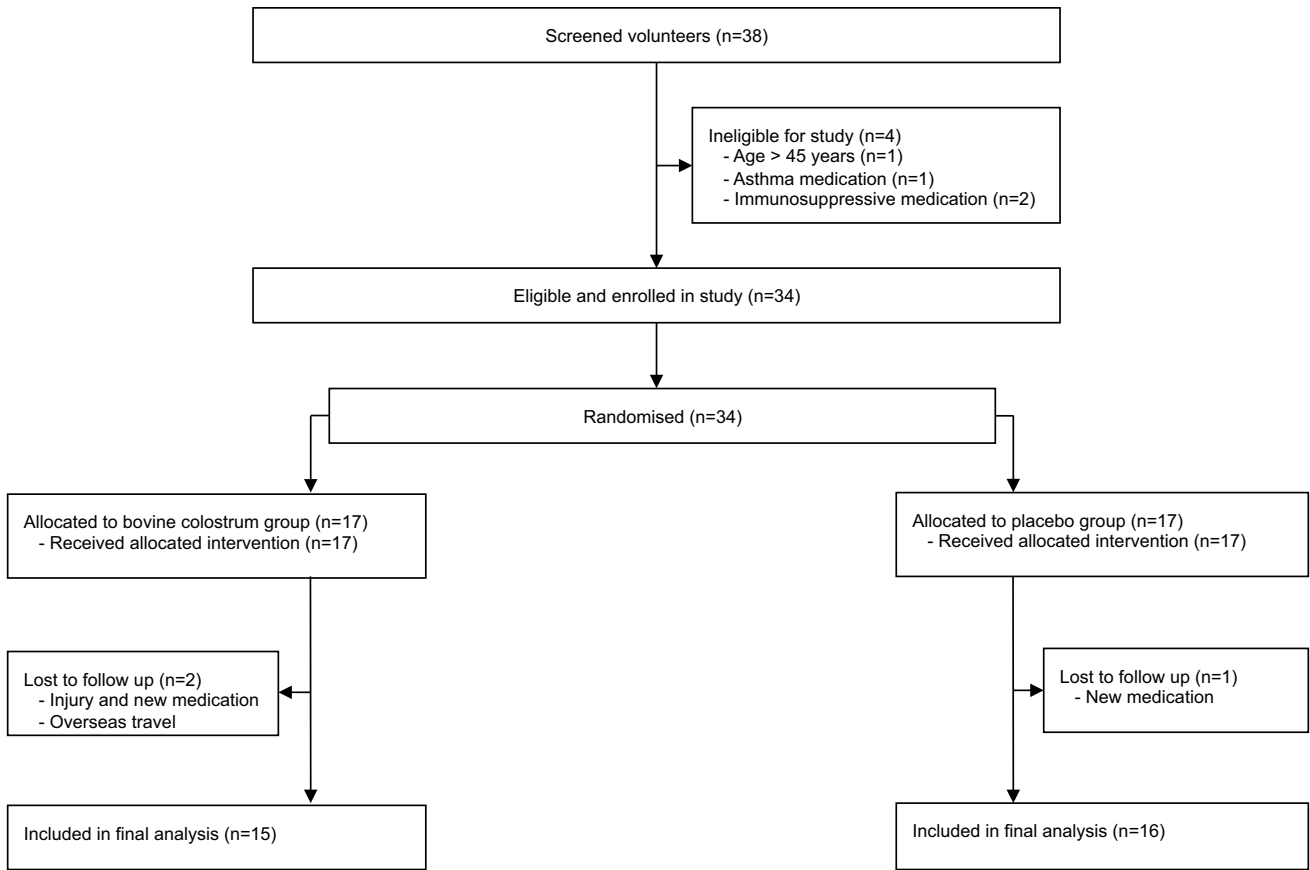 Screened volunteers (n=38)
Ineligible for study (n=4)
- Age > 45 years (n=1)
- Asthma medication (n=1)
- Immunosuppressive medication (n=2)
Eligible and enrolled in study (n=34)
Randomised (n=34)
Allocated to bovine colostrum group (n=17)
- Received allocated intervention (n=17)
Allocated to placebo group (n=17)
- Received allocated intervention (n=17)
Lost to follow up (n=2)
- Injury and new medication
- Overseas travel
Lost to follow up (n=1)
- New medication
Included in final analysis (n=15)
Included in final analysis (n=16)